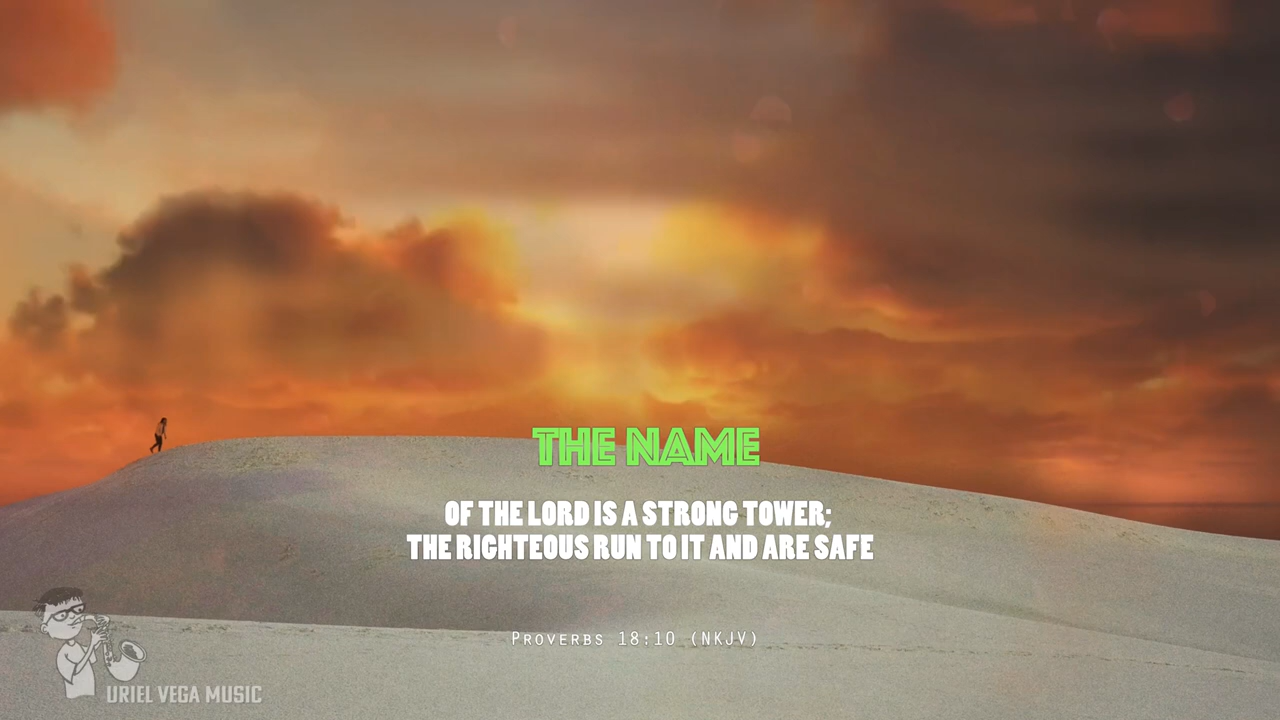 THE NAME
OF THE LORD IS A STRONG TOWER;
THE RIGHTEOUS RUN TO IT AND ARE SAFE
PROVERBS 18:10 (NKJV)
URIEL VEGA MUSIC